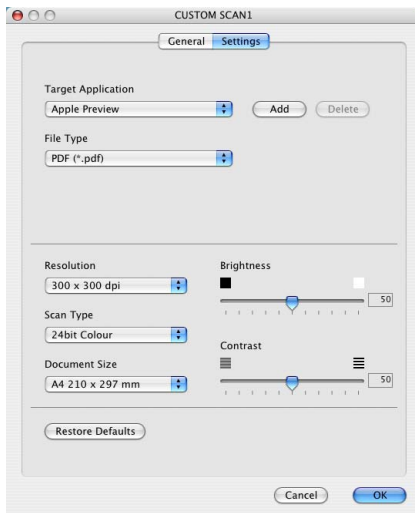 CUSTOM SCAN1
General Settings
Target Application
Apple Preview Add Delete
File Type
PDF (*.pdf)
Resolution Brightness
300 x 300 dpi 50
Scan Type
24bit Colour
Contrast
Document Size
A4 210 x 297 mm 50
Restore Defaults
Cancel OK